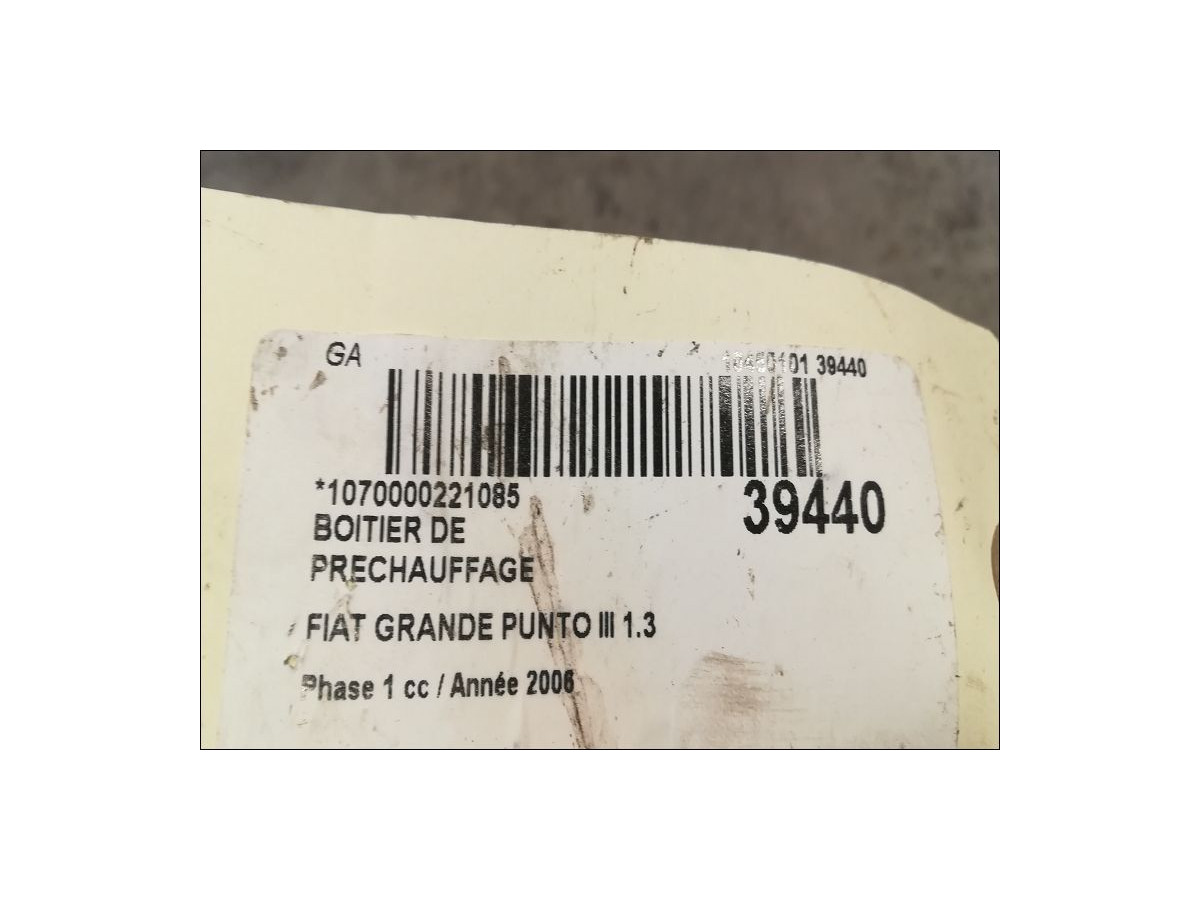 GA
39440
*1070000221085
39440
BOITIER DE
PRECHAUFFAGE
FIAT GRANDE PUNTO III 1.3
Phase 1 cc / Année 2006